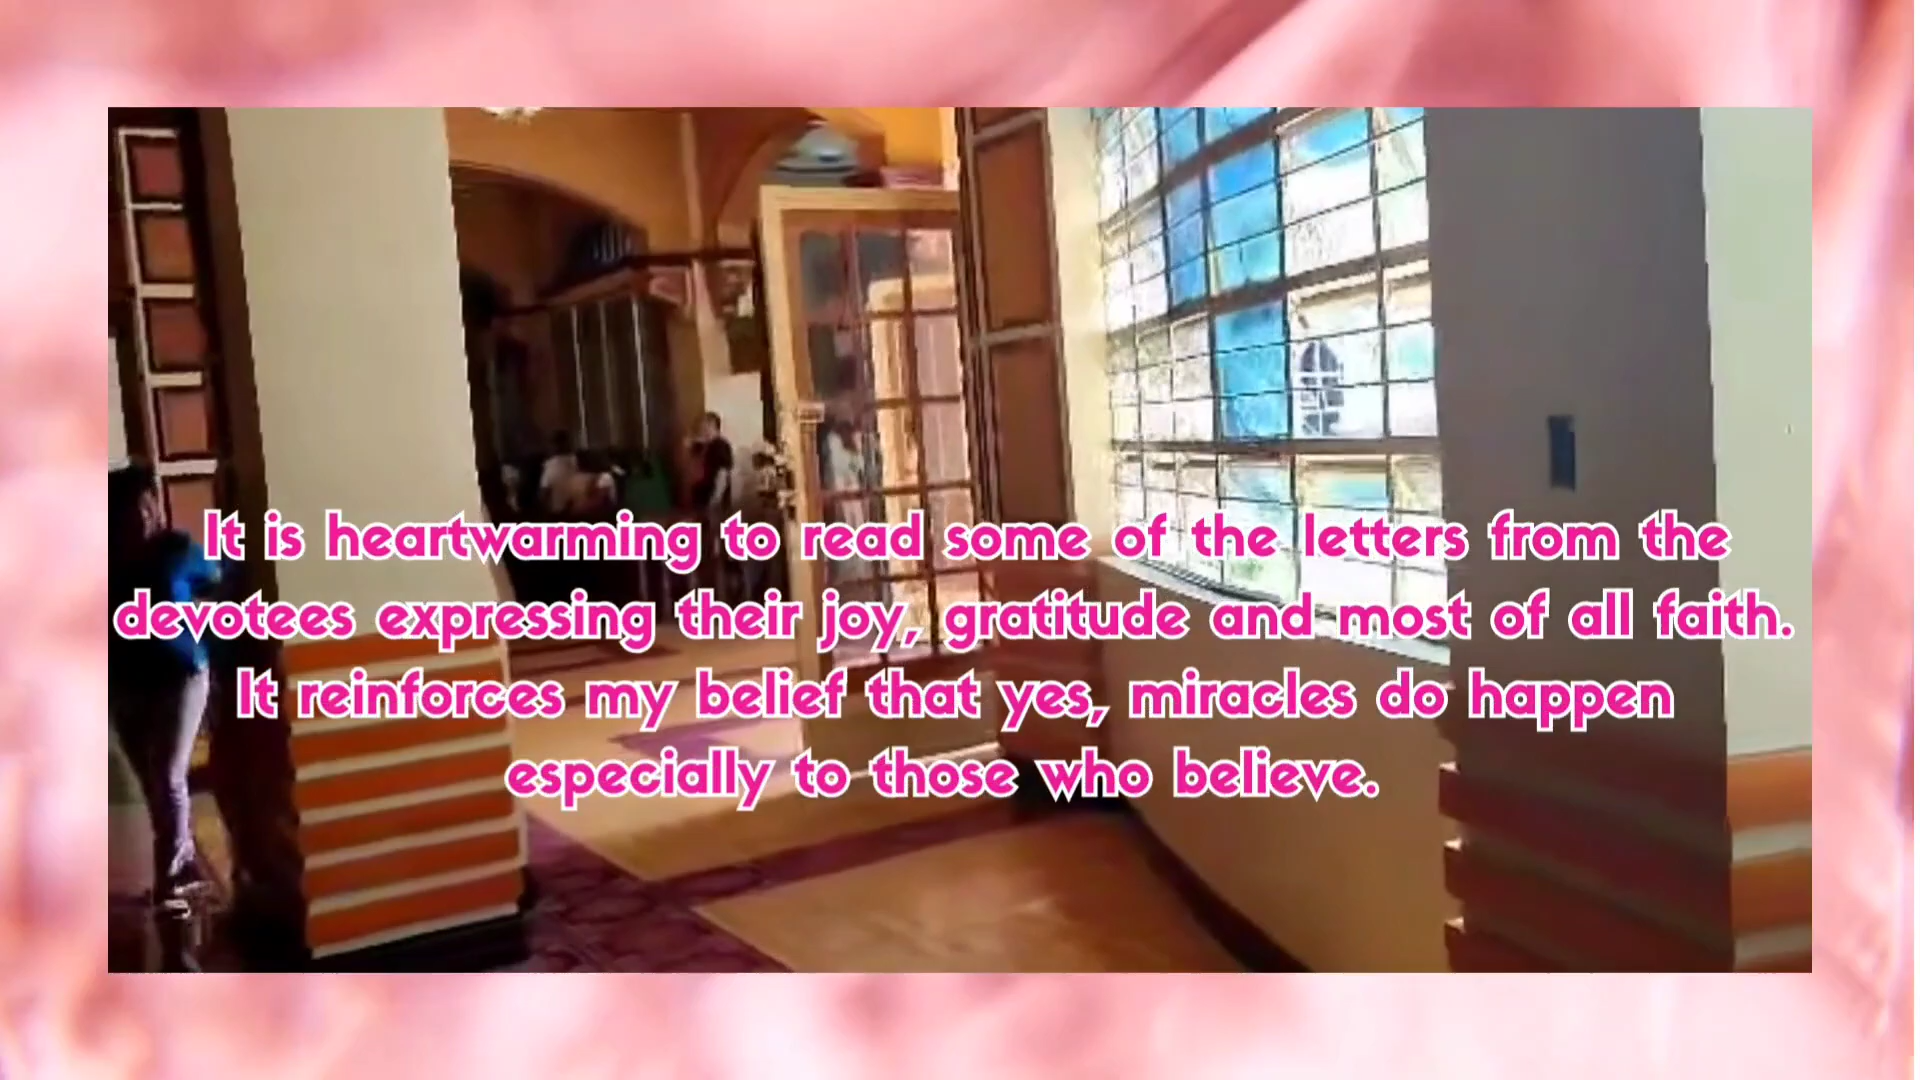 It is heartwarming to read some of the letters from the
devotees expressing their joy, gratitude and most of all faith.
It reinforces my belief that yes, miracles do happen
especially to those who believe.